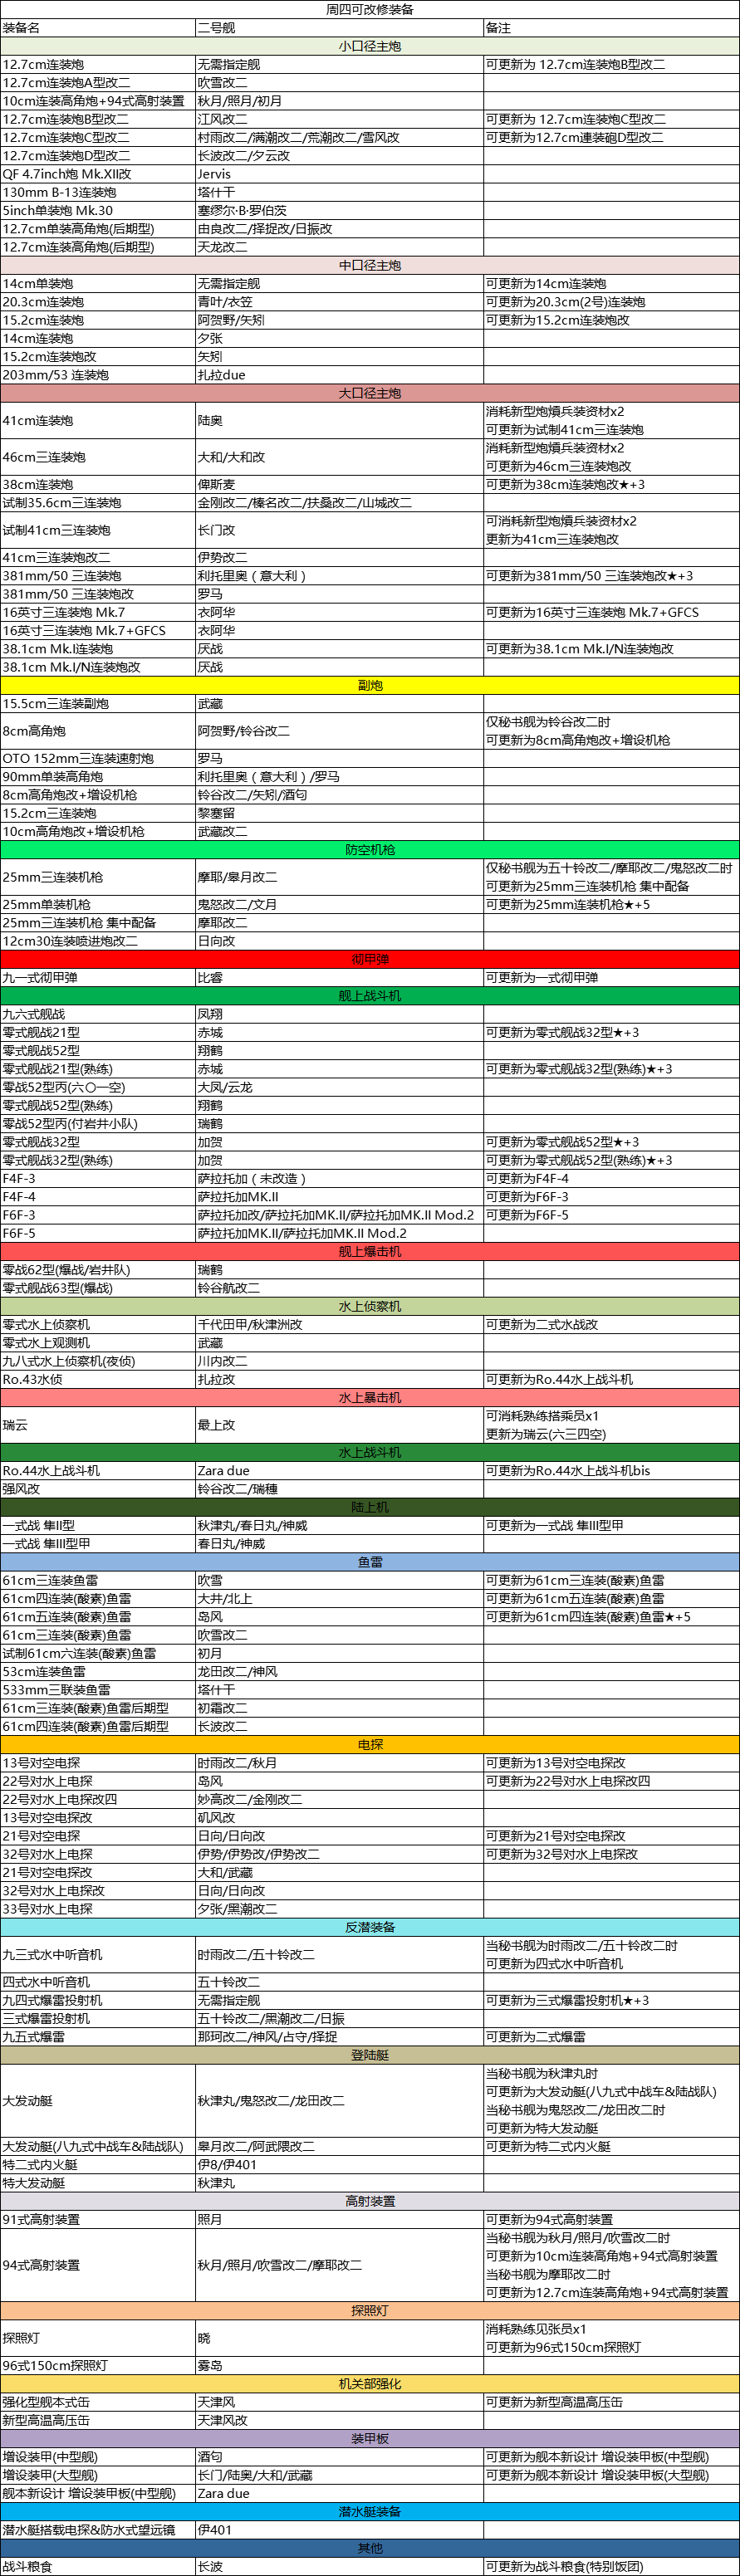 周四可改修装备
装备名 二号舰 备注
小口径主炮
12.7cm连装炮 无需指定舰 可更新为 12.7cm连装炮B型改二
12.7cm连装炮A型改二 吹雪改二
10cm连装高角炮+94式高射装置 秋月/照月/初月
12.7cm连装炮B型改二 江风改二 可更新为 12.7cm连装炮C型改二
12.7cm连装炮C型改二 村雨改二/满潮改二/荒潮改二/雪风改 可更新为12.7cm連装砲D型改二
12.7cm连装炮D型改二 长波改二/夕云改
QF 4.7inch炮 Mk.XII改 Jervis
130mm B-13连装炮 塔什干
5inch单装炮 Mk.30 塞缪尔·B·罗伯茨
12.7cm单装高角炮(后期型) 由良改二/择捉改/日振改
12.7cm连装高角炮(后期型) 天龙改二
中口径主炮
14cm单装炮 无需指定舰 可更新为14cm连装炮
20.3cm连装炮 青叶/衣笠 可更新为20.3cm(2号)连装炮
15.2cm连装炮 阿贺野/矢矧 可更新为15.2cm连装炮改
14cm连装炮 夕张
15.2cm连装炮改 矢矧
203mm/53 连装炮 扎拉due
大口径主炮
41cm连装炮 陆奥 消耗新型炮熕兵装资材x2
可更新为试制41cm三连装炮
46cm三连装炮 大和/大和改 消耗新型炮熕兵装资材x2
可更新为46cm三连装炮改
38cm连装炮 俾斯麦 可更新为38cm连装炮改★+3
试制35.6cm三连装炮 金刚改二/榛名改二/扶桑改二/山城改二
试制41cm三连装炮 长门改 可消耗新型炮熕兵装资材x2
更新为41cm三连装炮改
41cm三连装炮改二 伊势改二
381mm/50 三连装炮 利托里奥（意大利） 可更新为381mm/50 三连装炮改★+3
381mm/50 三连装炮改 罗马
16英寸三连装炮 Mk.7 衣阿华 可更新为16英寸三连装炮 Mk.7+GFCS
16英寸三连装炮 Mk.7+GFCS 衣阿华
38.1cm Mk.I连装炮 厌战 可更新为38.1cm Mk.I/N连装炮改
38.1cm Mk.I/N连装炮改 厌战
副炮
15.5cm三连装副炮 武藏
8cm高角炮 阿贺野/铃谷改二 仅秘书舰为铃谷改二时
可更新为8cm高角炮改+增设机枪
OTO 152mm三连装速射炮 罗马
90mm单装高角炮 利托里奥（意大利）/罗马
8cm高角炮改+增设机枪 铃谷改二/矢矧/酒匂
15.2cm三连装炮 黎塞留
10cm高角炮改+增设机枪 武藏改二
防空机枪
25mm三连装机枪 摩耶/皐月改二 仅秘书舰为五十铃改二/摩耶改二/鬼怒改二时
可更新为25mm三连装机枪 集中配备
25mm单装机枪 鬼怒改二/文月 可更新为25mm连装机枪★+5
25mm三连装机枪 集中配备 摩耶改二
12cm30连装喷进炮改二 日向改
彻甲弹
九一式彻甲弹 比睿 可更新为一式彻甲弹
舰上战斗机
九六式舰战 凤翔
零式舰战21型 赤城 可更新为零式舰战32型★+3
零式舰战52型 翔鹤
零式舰战21型(熟练) 赤城 可更新为零式舰战32型(熟练)★+3
零战52型丙(六〇一空) 大凤/云龙
零式舰战52型(熟练) 翔鹤
零战52型丙(付岩井小队) 瑞鹤
零式舰战32型 加贺 可更新为零式舰战52型★+3
零式舰战32型(熟练) 加贺 可更新为零式舰战52型(熟练)★+3
F4F-3 萨拉托加（未改造） 可更新为F4F-4
F4F-4 萨拉托加MK.II 可更新为F6F-3
F6F-3 萨拉托加改/萨拉托加MK.II/萨拉托加MK.II Mod.2 可更新为F6F-5
F6F-5 萨拉托加MK.II/萨拉托加MK.II Mod.2
舰上爆击机
零战62型(爆战/岩井队) 瑞鹤
零式舰战63型(爆战) 铃谷航改二
水上侦察机
零式水上侦察机 千代田甲/秋津洲改 可更新为二式水战改
零式水上观测机 武藏
九八式水上侦察机(夜侦) 川内改二
Ro.43水侦 扎拉改 可更新为Ro.44水上战斗机
水上暴击机
瑞云 最上改 可消耗熟练搭乘员x1
更新为瑞云(六三四空)
水上战斗机
Ro.44水上战斗机 Zara due 可更新为Ro.44水上战斗机bis
强风改 铃谷改二/瑞穗
陆上机
一式战 隼II型 秋津丸/春日丸/神威 可更新为一式战 隼III型甲
一式战 隼III型甲 春日丸/神威
鱼雷
61cm三连装鱼雷 吹雪 可更新为61cm三连装(酸素)鱼雷
61cm四连装(酸素)鱼雷 大井/北上 可更新为61cm五连装(酸素)鱼雷
61cm五连装(酸素)鱼雷 岛风 可更新为61cm四连装(酸素)鱼雷★+5
61cm三连装(酸素)鱼雷 吹雪改二
试制61cm六连装(酸素)鱼雷 初月
53cm连装鱼雷 龙田改二/神风
533mm三联装鱼雷 塔什干
61cm三连装(酸素)鱼雷后期型 初霜改二
61cm四连装(酸素)鱼雷后期型 长波改二
电探
13号对空电探 时雨改二/秋月 可更新为13号对空电探改
22号对水上电探 岛风 可更新为22号对水上电探改四
22号对水上电探改四 妙高改二/金刚改二
13号对空电探改 矶风改
21号对空电探 日向/日向改 可更新为21号对空电探改
32号对水上电探 伊势/伊势改/伊势改二 可更新为32号对水上电探改
21号对空电探改 大和/武藏
32号对水上电探改 日向/日向改
33号对水上电探 夕张/黑潮改二
反潜装备
九三式水中听音机 时雨改二/五十铃改二 当秘书舰为时雨改二/五十铃改二时
可更新为四式水中听音机
四式水中听音机 五十铃改二
九四式爆雷投射机 无需指定舰 可更新为三式爆雷投射机★+3
三式爆雷投射机 五十铃改二/黑潮改二/日振
九五式爆雷 那珂改二/神风/占守/择捉 可更新为二式爆雷
登陆艇
大发动艇 秋津丸/鬼怒改二/龙田改二 当秘书舰为秋津丸时
可更新为大发动艇(八九式中战车&陆战队)
当秘书舰为鬼怒改二/龙田改二时
可更新为特大发动艇
大发动艇(八九式中战车&陆战队) 皐月改二/阿武隈改二 可更新为特二式内火艇
特二式内火艇 伊8/伊401
特大发动艇 秋津丸
高射装置
91式高射装置 照月 可更新为94式高射装置
94式高射装置 秋月/照月/吹雪改二/摩耶改二 当秘书舰为秋月/照月/吹雪改二时
可更新为10cm连装高角炮+94式高射装置
当秘书舰为摩耶改二时
可更新为12.7cm连装高角炮+94式高射装置
探照灯
探照灯 晓 消耗熟练见张员x1
可更新为96式150cm探照灯
96式150cm探照灯 雾岛
机关部强化
强化型舰本式缶 天津风 可更新为新型高温高压缶
新型高温高压缶 天津风改
装甲板
增设装甲(中型舰) 酒匂 可更新为舰本新设计 增设装甲板(中型舰)
增设装甲(大型舰) 长门/陆奥/大和/武藏 可更新为舰本新设计 增设装甲板(大型舰)
舰本新设计 增设装甲板(中型舰) Zara due
潜水艇装备
潜水艇搭载电探&防水式望远镜 伊401
其他
战斗粮食 长波 可更新为战斗粮食(特别饭团)